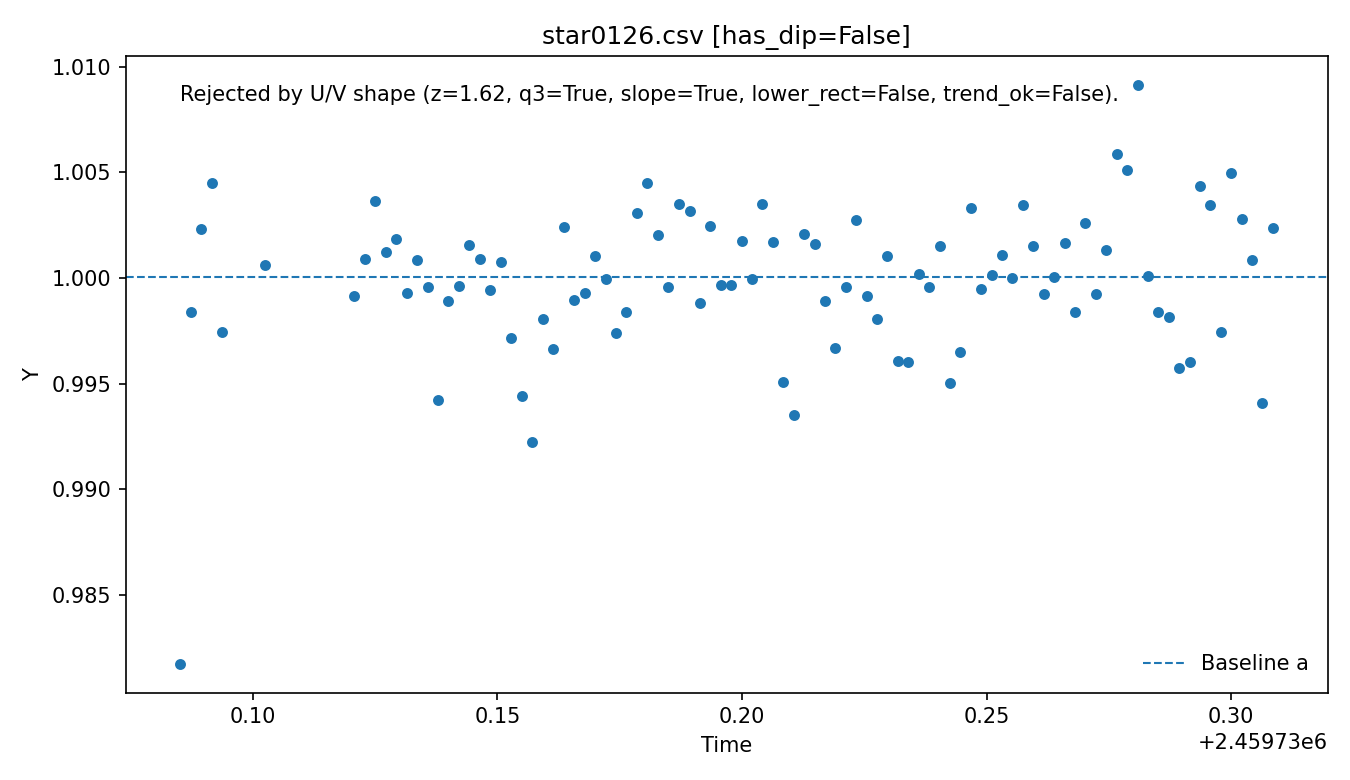 star0126.csv [has_dip=False]
Rejected by U/V shape (z=1.62, q3=True, slope=True, lower_rect=False, trend_ok=False).
1.010
1.005
1.000
0.995
0.990
0.985
Y
Baseline a
0.10
0.15
0.20
0.25
0.30
Time
+2.45973e6